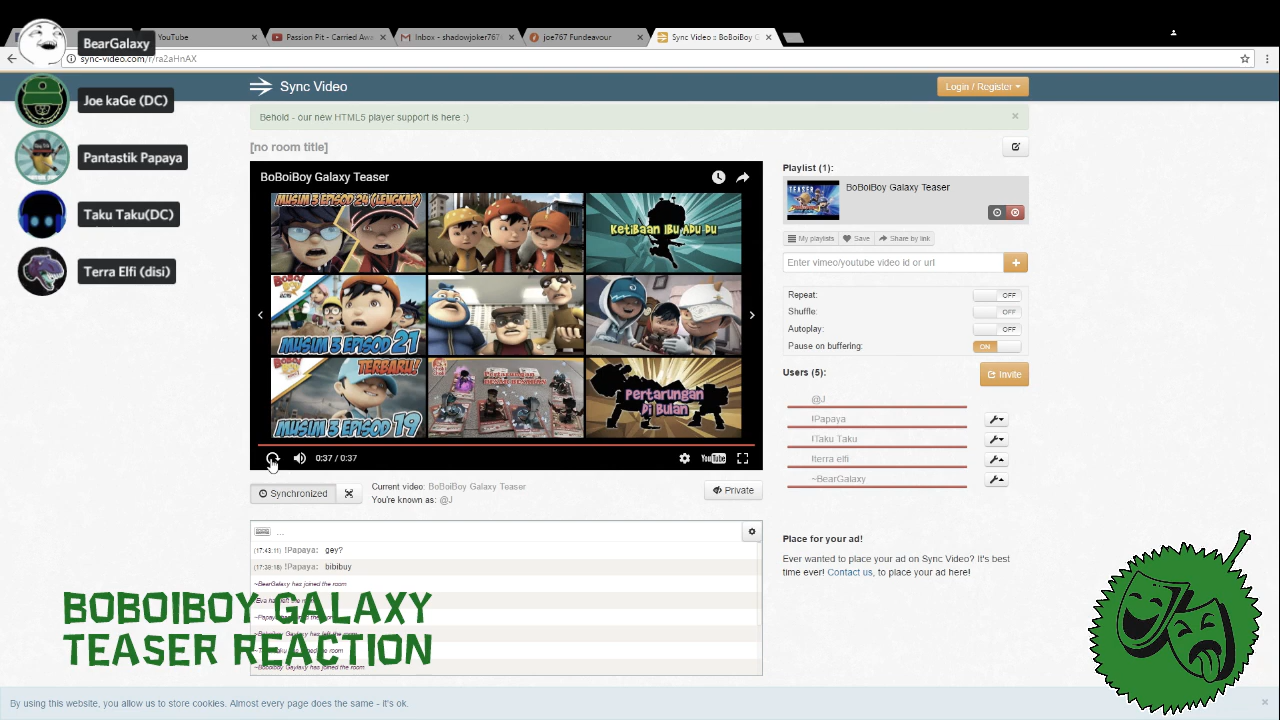 YouTube
Passion Pit - Carried Awa
Inbox - shadowjoker767
joe767 Fundeavour
Sync Video :: BoBoiBoy G
BearGalaxy
sync-video.com/r/ra2aHnAX
Joe kaGe (DC)
Pantastik Papaya
Taku Taku(DC)
Terra Elfi (disi)
Sync Video
Login / Register
Behold - our new HTML5 player support is here :)
[no room title]
BoBoiBoy Galaxy Teaser
MUSIM 3 EPISOD 24 (LENGKAP)
KETIBAAN IBU ADU DU
MUSIM 3 EPISOD 21
TERBARU!
MUSIM 3 EPISOD 19
PERTARUNGAN
DI BULAN
0:37 / 0:37
YouTube
Synchronized
Current video: BoBoiBoy Galaxy Teaser
You're known as: @J
Private
Playlist (1):
BoBoiBoy Galaxy Teaser
My playlists
Save
Share by link
Enter vimeo/youtube video id or url
Repeat: OFF
Shuffle: OFF
Autoplay: OFF
Pause on buffering: ON
Users (5):
Invite
@J
!Papaya
!Taku Taku
!terra elfi
~BearGalaxy
Place for your ad!
Ever wanted to place your ad on Sync Video? It's best
time ever! Contact us, to place your ad here!
...
(17:43:11) !Papaya: gey?
(17:39:18) !Papaya: bibibuy
~BearGalaxy has joined the room
BOBOIBOY GALAXY
TEASER REACTION
By using this website, you allow us to store cookies. Almost every page does the same - it's ok.